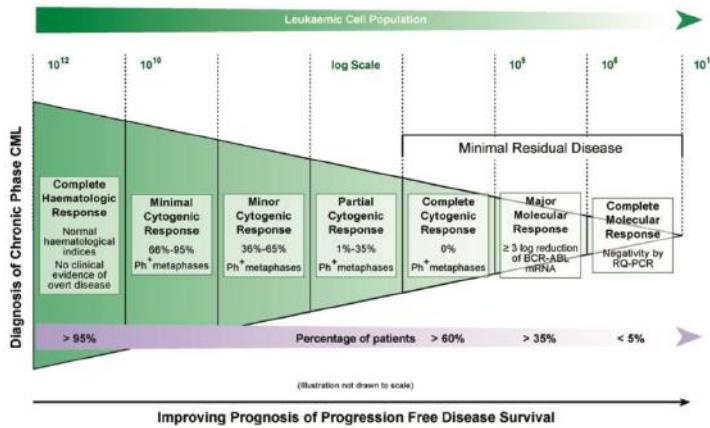 Leukaemic Cell Population
10¹² 10¹⁰ log Scale 10⁸ 10⁶ 10¹
Minimal Residual Disease
Diagnosis of Chronic Phase CML
Complete
Haematologic
Response
Normal
haematological
indices
No clinical
evidence of
overt disease
Minimal
Cytogenic
Response
66%-95%
Ph⁺metaphases
Minor
Cytogenic
Response
36%-65%
Ph⁺metaphases
Partial
Cytogenic
Response
1%-35%
Ph⁺metaphases
Complete
Cytogenic
Response
0%
Ph⁺metaphases
Major
Molecular
Response
≥ 3 log reduction
of BCR-ABL
mRNA
Complete
Molecular
Response
Negativity by
RQ-PCR
> 95% Percentage of patients > 60% > 35% < 5%
(Illustration not drawn to scale)
Improving Prognosis of Progression Free Disease Survival